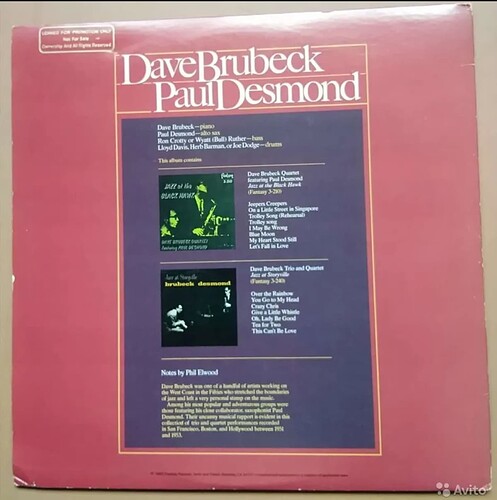 LICENSED FOR PROMOTION ONLY
Not For Sale
Ownership And All Rights Reserved
Dave Brubeck
Paul Desmond
Dave Brubeck—piano
Paul Desmond—alto sax
Ron Crotty or Wyatt (Bull) Ruther—bass
Lloyd Davis, Herb Barman, or Joe Dodge—drums
This album contains
JAZZ at the
BLACK HAWK
Fantasy
3-210
DAVE BRUBECK QUARTET
featuring PAUL DESMOND
Dave Brubeck Quartet
featuring Paul Desmond
Jazz at the Black Hawk
(Fantasy 3-210)
Jeepers Creepers
On a Little Street in Singapore
Trolley Song (Rehearsal)
Trolley song
I May Be Wrong
Blue Moon
My Heart Stood Still
Let's Fall in Love
Jazz at Storyville
brubeck desmond
Dave Brubeck Trio and Quartet
Jazz at Storyville
(Fantasy 3-240)
Over the Rainbow
You Go to My Head
Crazy Chris
Give a Little Whistle
Oh, Lady Be Good
Tea for Two
This Can't Be Love
Notes by Phil Elwood
Dave Brubeck was one of a handful of artists working on
the West Coast in the Fifties who stretched the boundaries
of jazz and left a very personal stamp on the music.
Among his most popular and adventurous groups were
those featuring his close collaborator, saxophonist Paul
Desmond. Their uncanny musical rapport is evident in this
collection of trio and quartet performances recorded
in San Francisco, Boston, and Hollywood between 1951
and 1953.
Avito